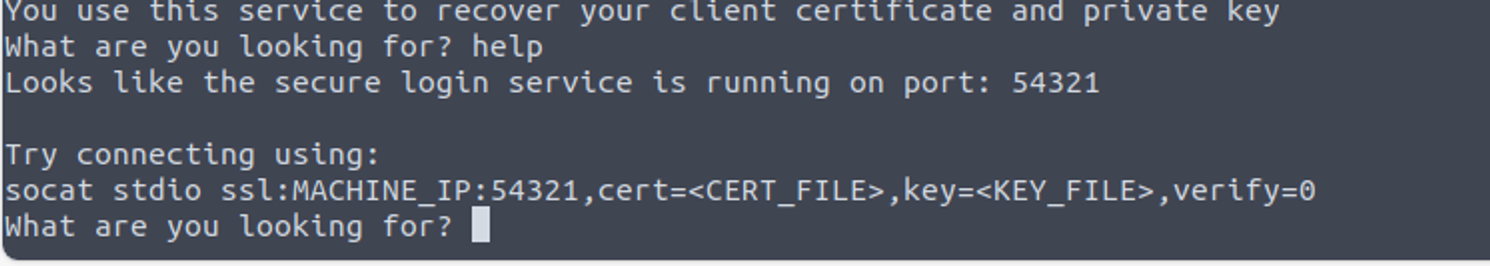 You use this service to recover your client certificate and private key
What are you looking for? help
Looks like the secure login service is running on port: 54321
Try connecting using:
socat stdio ssl:MACHINE_IP:54321,cert=<CERT_FILE>,key=<KEY_FILE>,verify=0
What are you looking for?